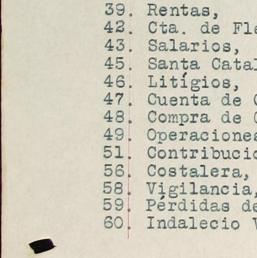 39. Rentas,
42. Cta. de Fle
43. Salarios,
45. Santa Catal
46. Litígios,
47. Cuenta de
48. Compra de
49. Operaciones
51. Contribucio
56. Costalera,
58. Vigilancia,
59. Pérdidas de
60. Indalecio V